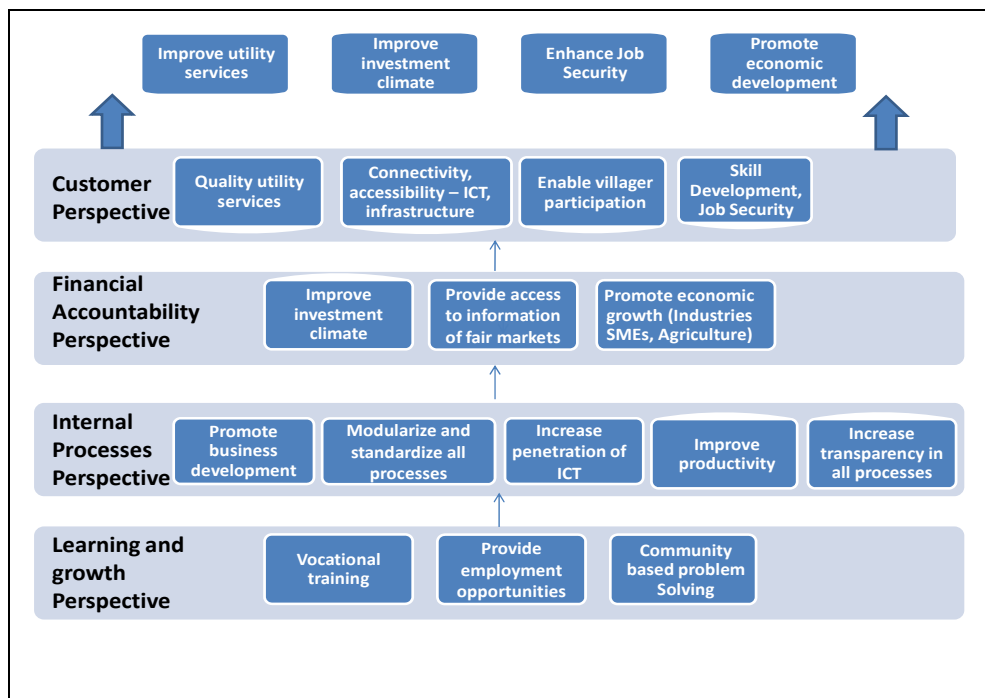 Improve utility
services
Improve
investment
climate
Enhance Job
Security
Promote
economic
development
Customer
Perspective
Quality utility
services
Connectivity,
accessibility – ICT,
infrastructure
Enable villager
participation
Skill
Development,
Job Security
Financial
Accountability
Perspective
Improve
investment
climate
Provide access
to information
of fair markets
Promote economic
growth (Industries
SMEs, Agriculture)
Internal
Processes
Perspective
Promote
business
development
Modularize and
standardize all
processes
Increase
penetration of
ICT
Improve
productivity
Increase
transparency in
all processes
Learning and
growth
Perspective
Vocational
training
Provide
employment
opportunities
Community
based problem
Solving